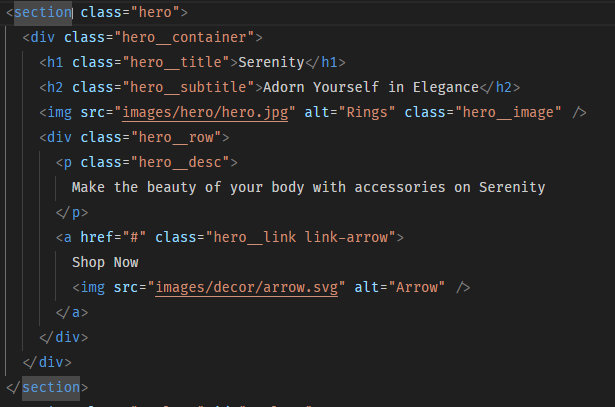 <section class="hero">
<div class="hero__container">
<h1 class="hero__title">Serenity</h1>
<h2 class="hero__subtitle">Adorn Yourself in Elegance</h2>
<img src="images/hero/hero.jpg" alt="Rings" class="hero__image" />
<div class="hero__row">
<p class="hero__desc">
Make the beauty of your body with accessories on Serenity
</p>
<a href="#" class="hero__link link-arrow">
Shop Now
<img src="images/decor/arrow.svg" alt="Arrow" />
</a>
</div>
</div>
</section>